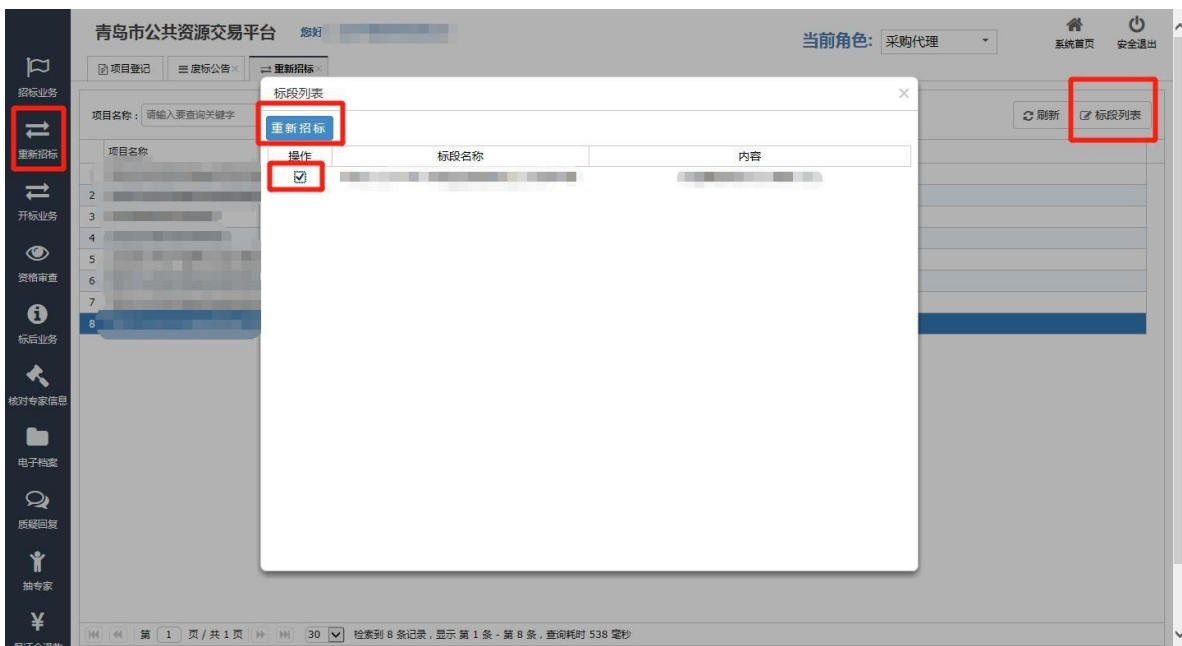 青岛市公共资源交易平台 您好
当前角色: 采购代理
系统首页 安全退出
项目登记 废标公告× 重新招标×
招标业务
重新招标
开标业务
资格审查
标后业务
核对专家信息
电子档案
质疑回复
抽专家
¥
项目名称: 请输入要查询关键字
刷新 标段列表
项目名称
2
3
4
5
6
7
8
标段列表 ×
重新招标
操作 标段名称 内容
第 1 页/共1页 30 检索到 8 条记录,显示 第 1 条 - 第 8 条,查询耗时 538 毫秒